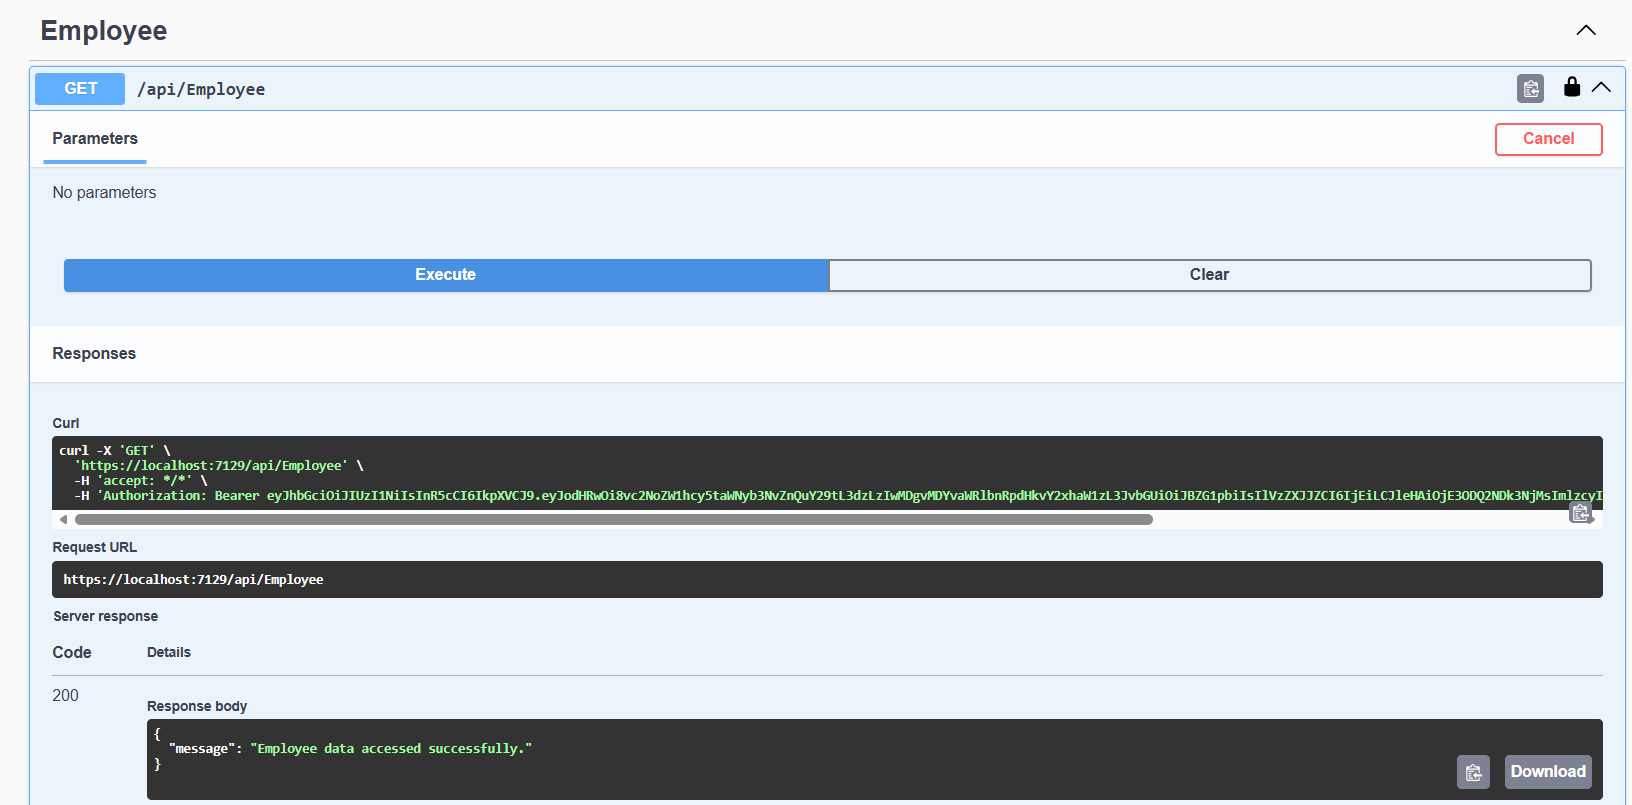 Employee
GET /api/Employee
Parameters
Cancel
No parameters
Execute
Clear
Responses
Curl
curl -X 'GET' \
'https://localhost:7129/api/Employee' \
-H 'accept: */*' \
-H 'Authorization: Bearer eyJhbGciOiJIUzI1NiIsInR5cCI6IkpXVCJ9.eyJodHRwOi8vc2NoZW1hcy5taWNyb3NvZnQuY29tL3dzLzIwMDgvMDYvaWRlbnRpdHkvY2xhaW1zL3JvbGUiOiJBZG1pbiIsIlVzZXJJZCI6IjEiLCJleHAiOjE3ODQ2NDk3NjMsImlzcyI
Request URL
https://localhost:7129/api/Employee
Server response
Code Details
200
Response body
{
"message": "Employee data accessed successfully."
}
Download